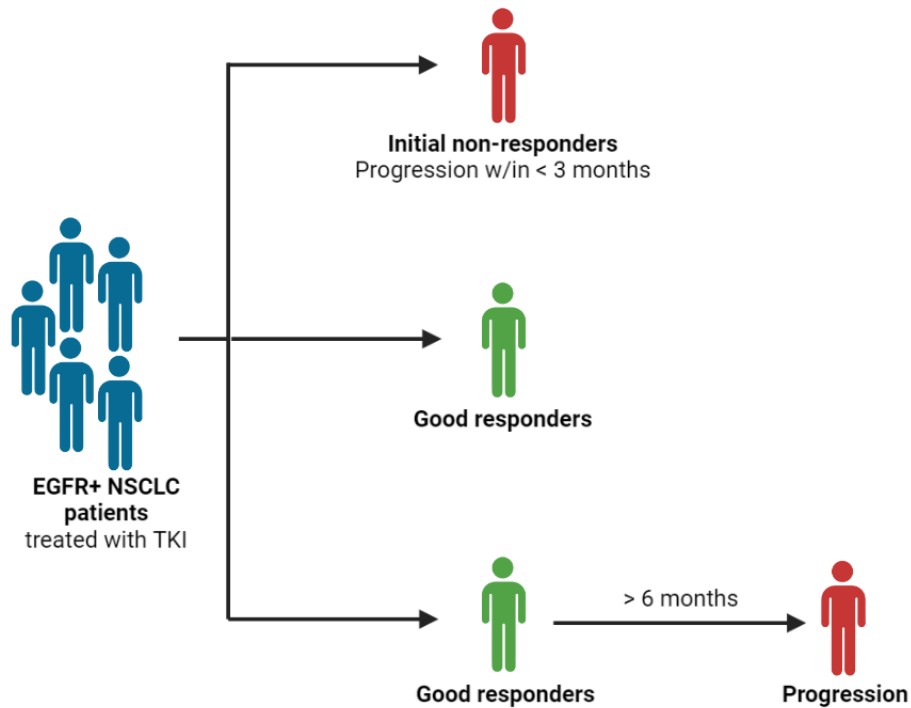 Initial non-responders
Progression w/in < 3 months
Good responders
EGFR+ NSCLC
patients
treated with TKI
> 6 months
Good responders
Progression